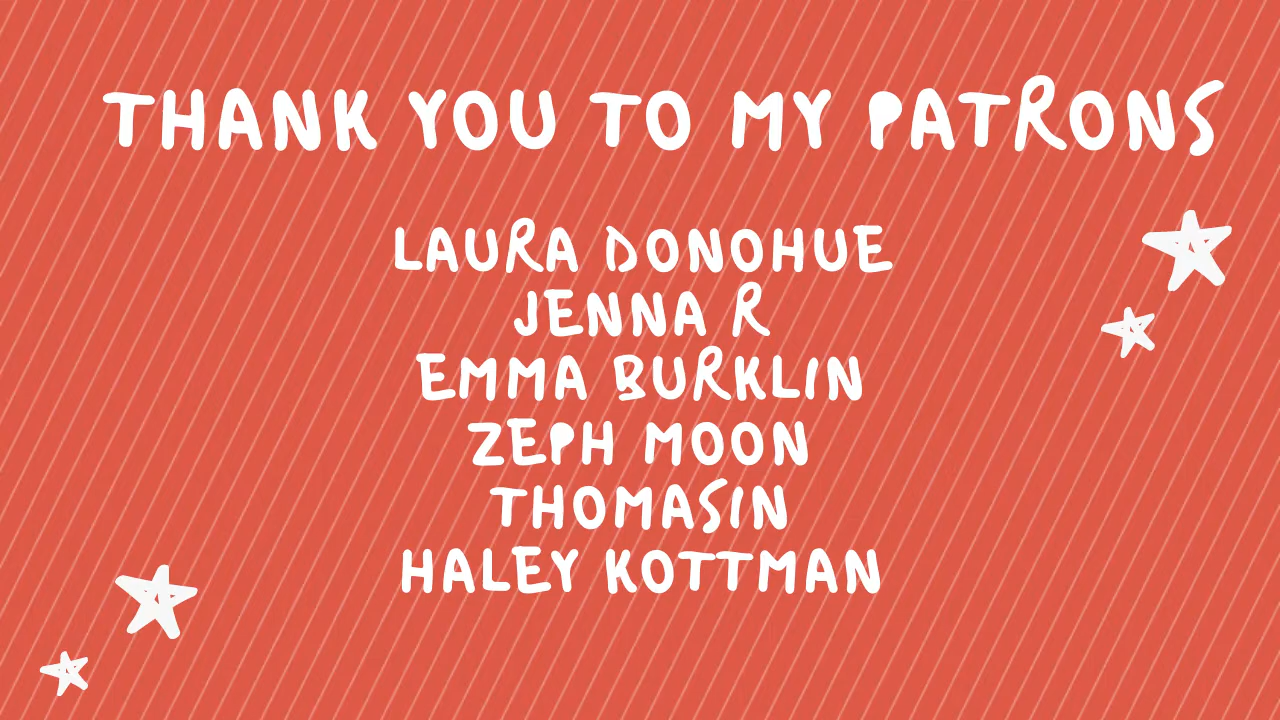 THANK YOU TO MY PATRONS
LAURA DONOHUE
JENNA R
EMMA BURKLIN
ZEPH MOON
THOMASIN
HALEY KOTTMAN